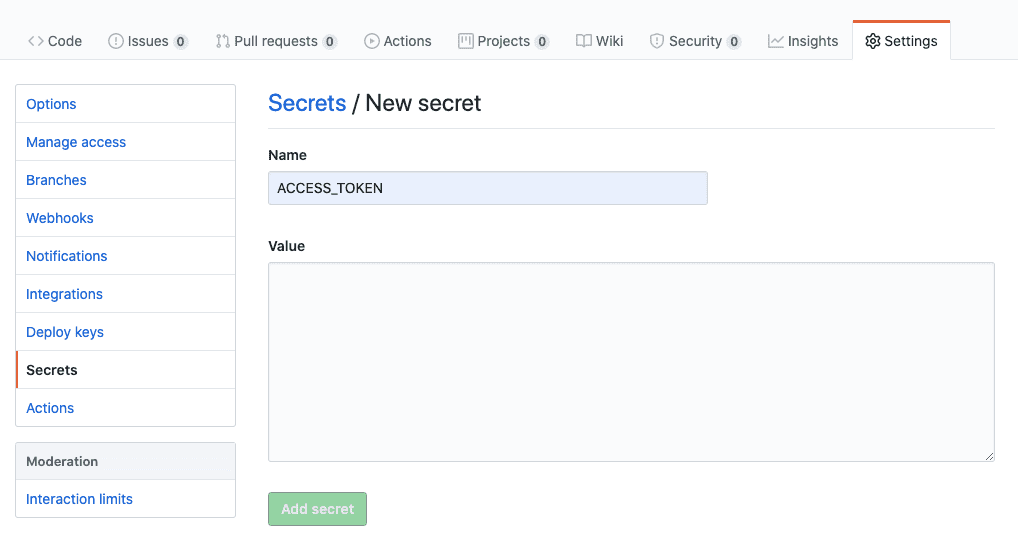 Code Issues 0 Pull requests 0 Actions Projects 0 Wiki Security 0 Insights Settings
Options
Manage access
Branches
Webhooks
Notifications
Integrations
Deploy keys
Secrets
Actions
Moderation
Interaction limits
Secrets / New secret
Name
ACCESS_TOKEN
Value
Add secret